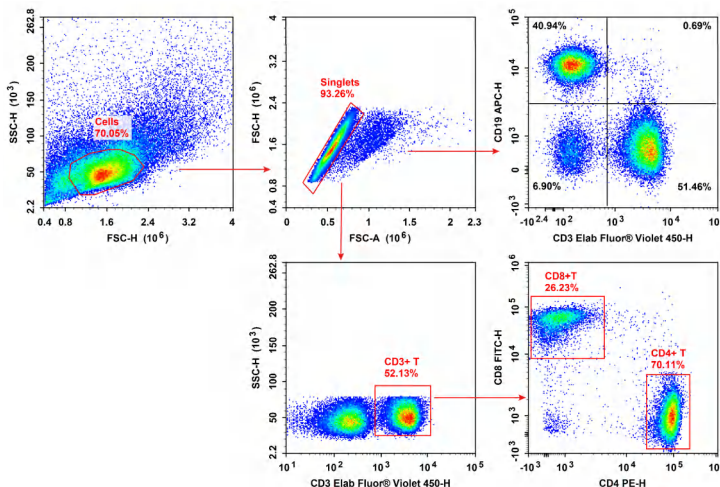 262.8
200
150
100
50
2.2
SSC-H (10³)
Cells
70.05%
0.4 0.8 1.6 2.4 3.2 4
FSC-H (10⁶)
4
3.2
2.4
1.6
0.8
0.4
FSC-H (10⁶)
Singlets
93.26%
0 0.5 1 1.6 2.3
FSC-A (10⁶)
10⁵
10⁴
10³
0
-10³
CD19 APC-H
40.94% 0.69%
6.90% 51.46%
-10²·⁴ 10² 10³ 10⁴
CD3 Elab Fluor® Violet 450-H
262.8
200
150
100
50
2.2
SSC-H (10³)
CD3+ T
52.13%
10¹ 10² 10³ 10⁴ 10⁵
CD3 Elab Fluor® Violet 450-H
10⁶
10⁵
10⁴
10³
-10³
CD8 FITC-H
CD8+T
26.23%
CD4+ T
70.11%
-10³ 10³ 10⁴ 10⁵ 10⁶
CD4 PE-H